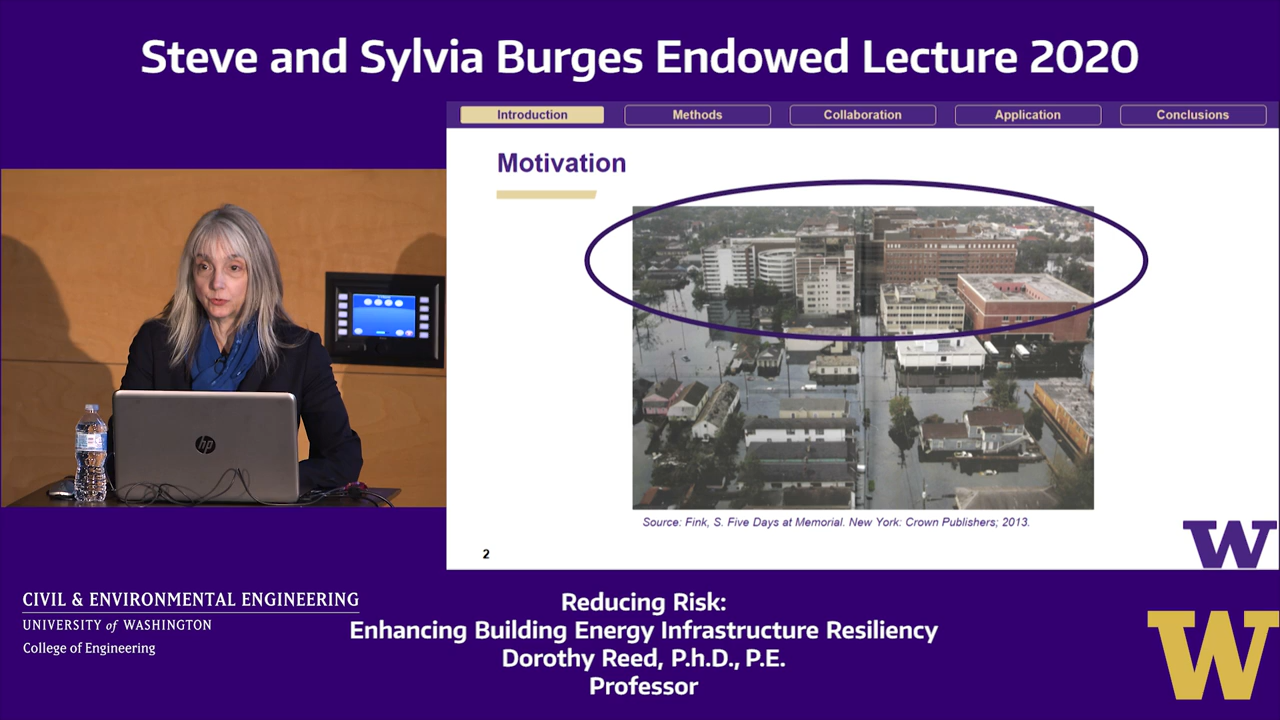 Steve and Sylvia Burges Endowed Lecture 2020
Introduction
Methods
Collaboration
Application
Conclusions
Motivation
Source: Fink, S. Five Days at Memorial. New York: Crown Publishers; 2013.
2
W
hp
CIVIL & ENVIRONMENTAL ENGINEERING
UNIVERSITY of WASHINGTON
College of Engineering
Reducing Risk:
Enhancing Building Energy Infrastructure Resiliency
Dorothy Reed, P.h.D., P.E.
Professor
W